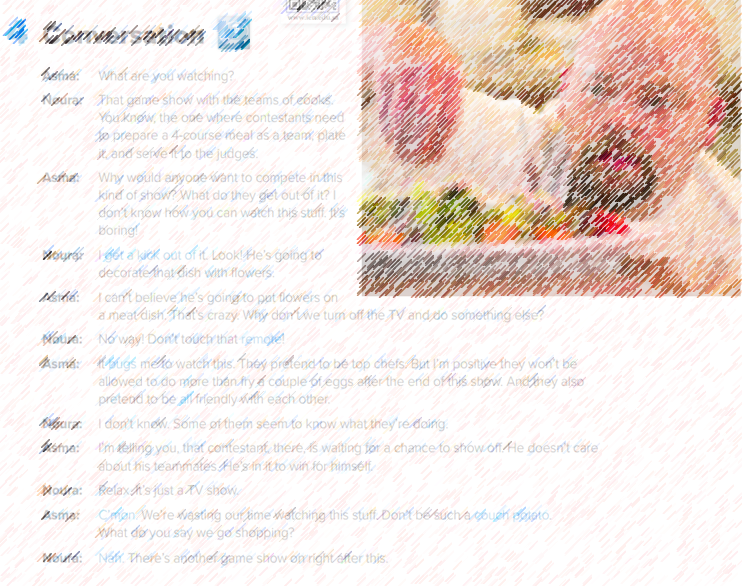 Conversation
Asma: What are you watching?
Noura: That game show with the teams of cooks.
You know, the one where contestants need
to prepare a 4-course meal as a team, plate
it, and serve it to the judges.
Asma: Why would anyone want to compete in this
kind of show? What do they get out of it? I
don't know how you can watch this stuff. It's
boring!
Noura: I get a kick out of it. Look! He's going to
decorate that dish with flowers.
Asma: I can't believe he's going to put flowers on
a meat dish. That's crazy. Why don't we turn off the TV and do something else?
Noura: No way! Don't touch that remote!
Asma: It bugs me to watch this. They pretend to be top chefs. But I'm positive they won't be
allowed to do more than fry a couple of eggs after the end of this show. And they also
pretend to be all friendly with each other.
Noura: I don't know. Some of them seem to know what they're doing.
Asma: I'm telling you, that contestant, there, is waiting for a chance to show off. He doesn't care
about his teammates. He's in it to win for himself.
Noura: Relax, it's just a TV show.
Asma: C'mon. We're wasting our time watching this stuff. Don't be such a couch potato.
What do you say we go shopping?
Noura: Nah. There's another game show on right after this.